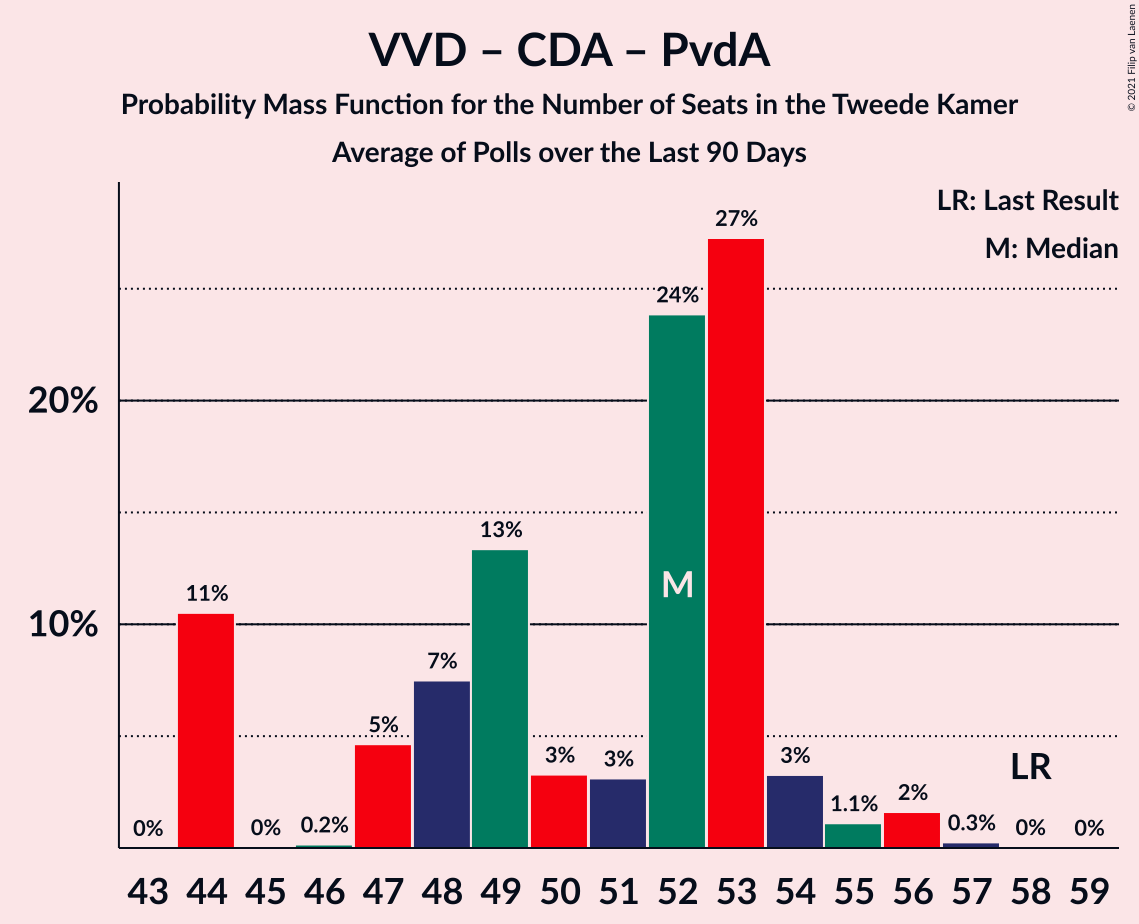 VVD – CDA – PvdA
Probability Mass Function for the Number of Seats in the Tweede Kamer
Average of Polls over the Last 90 Days
© 2021 Filip van Laenen
LR: Last Result
M: Median
27%
24%
20%
13%
11%
10%
7%
5%
3%
3%
3%
1.1%
2%
0.3%
0%
0%
0%
0%
0.2%
M
LR
43 44 45 46 47 48 49 50 51 52 53 54 55 56 57 58 59